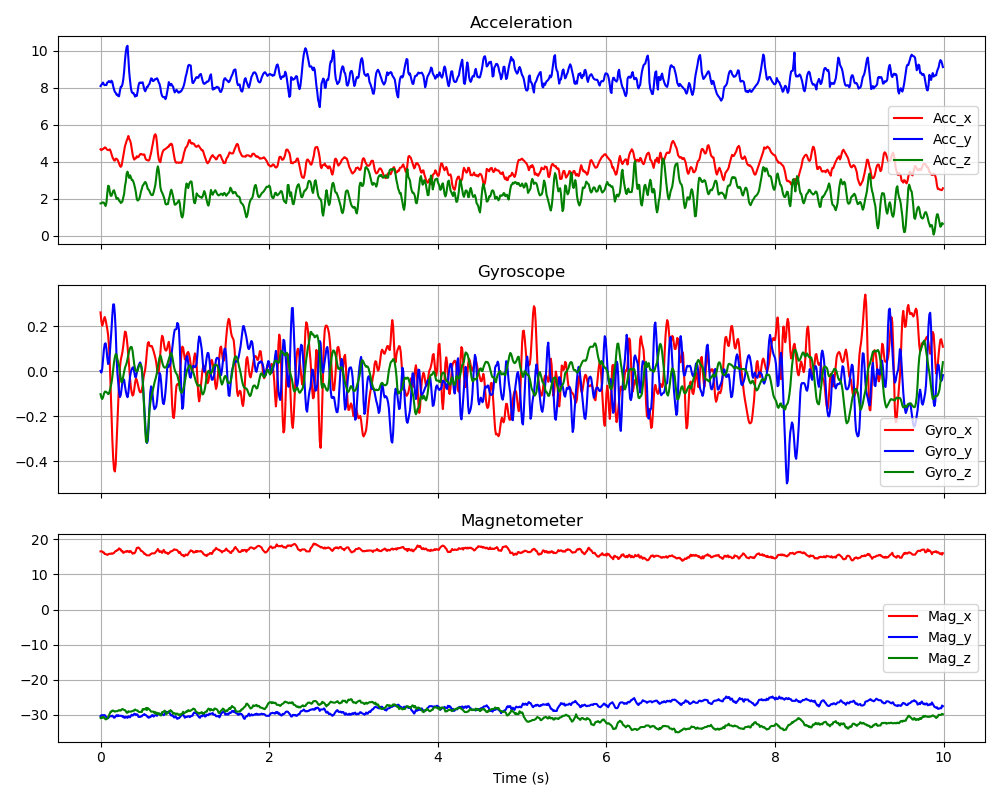 Acceleration
10
8
6
4
2
0
Acc_x
Acc_y
Acc_z
Gyroscope
0.2
0.0
−0.2
−0.4
Gyro_x
Gyro_y
Gyro_z
Magnetometer
20
10
0
−10
−20
−30
Mag_x
Mag_y
Mag_z
0 2 4 6 8 10
Time (s)